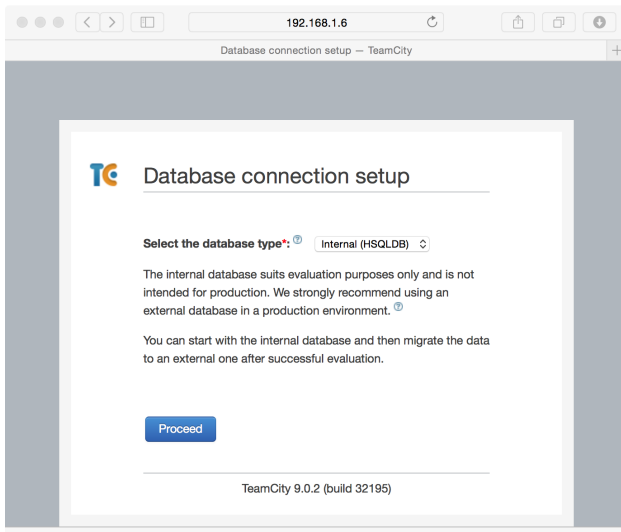 192.168.1.6
Database connection setup — TeamCity
TC
Database connection setup
Select the database type*: ? Internal (HSQLDB)
The internal database suits evaluation purposes only and is not
intended for production. We strongly recommend using an
external database in a production environment. ?
You can start with the internal database and then migrate the data
to an external one after successful evaluation.
Proceed
TeamCity 9.0.2 (build 32195)